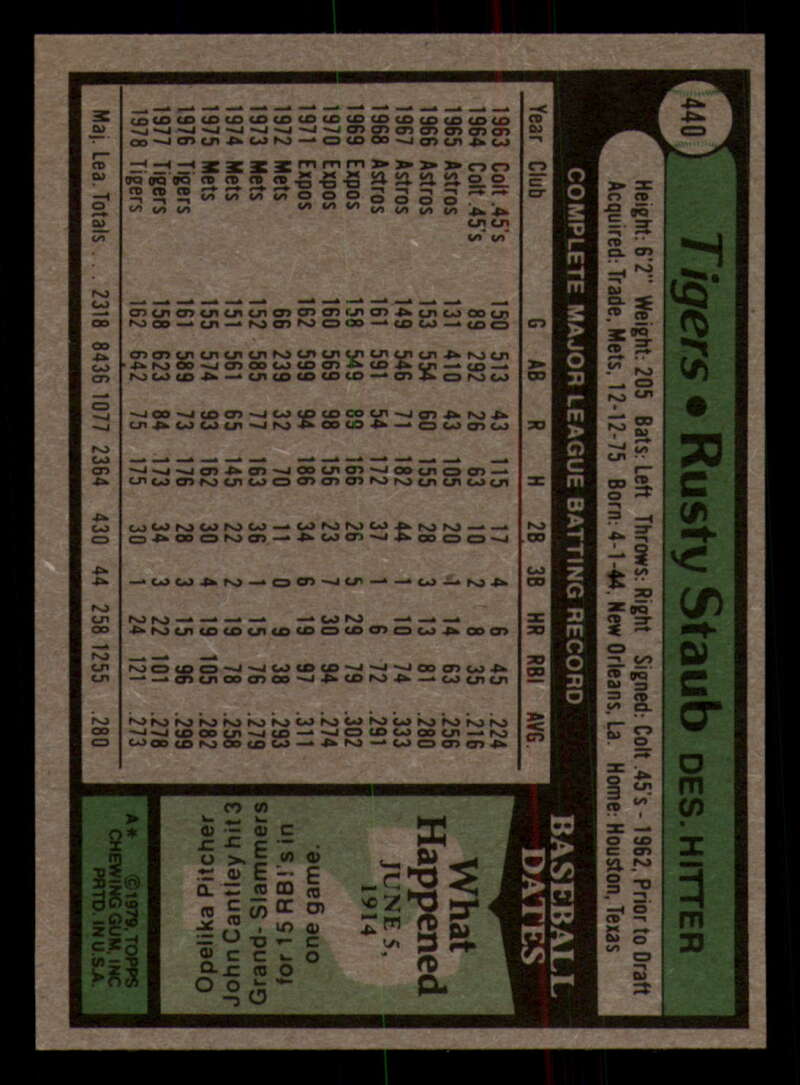 440
Tigers • Rusty Staub DES. HITTER
Height: 6'2" Weight: 205 Bats: Left Throws: Right Signed: Colt .45's - 1962, Prior to Draft
Acquired: Trade, Mets, 12-12-75 Born: 4-1-44, New Orleans, La. Home: Houston, Texas
COMPLETE MAJOR LEAGUE BATTING RECORD
Year Club G AB R H 2B 3B HR RBI AVG.
1963 Colt .45's 150 513 43 115 17 4 6 45 .224
1964 Colt .45's 89 292 26 63 10 2 8 35 .216
1965 Astros 131 410 43 105 20 1 14 63 .256
1966 Astros 153 554 60 155 28 3 13 81 .280
1967 Astros 149 546 71 182 44 1 10 74 .333
1968 Astros 161 591 54 172 37 1 6 72 .291
1969 Expos 158 549 89 166 26 5 29 79 .302
1970 Expos 160 569 98 156 23 7 30 94 .274
1971 Expos 162 599 94 186 34 6 19 97 .311
1972 Mets 66 239 32 70 11 0 9 38 .293
1973 Mets 152 585 77 163 36 1 15 76 .279
1974 Mets 151 561 65 145 22 2 19 78 .258
1975 Mets 155 574 93 162 30 4 19 105 .282
1976 Tigers 161 589 73 176 28 3 15 96 .299
1977 Tigers 158 623 84 173 34 3 22 101 .278
1978 Tigers 162 642 75 175 30 1 24 121 .273
Maj. Lea. Totals . . . 2318 8436 1077 2364 430 44 258 1255 .280
BASEBALL
DATES
What
Happened
JUNE 5,
1914
Opelika Pitcher
John Cantley hit 3
Grand-Slammers
for 15 RBI's in
one game.
A* ©1979 TOPPS
CHEWING GUM, INC
PRTD. IN U.S.A.